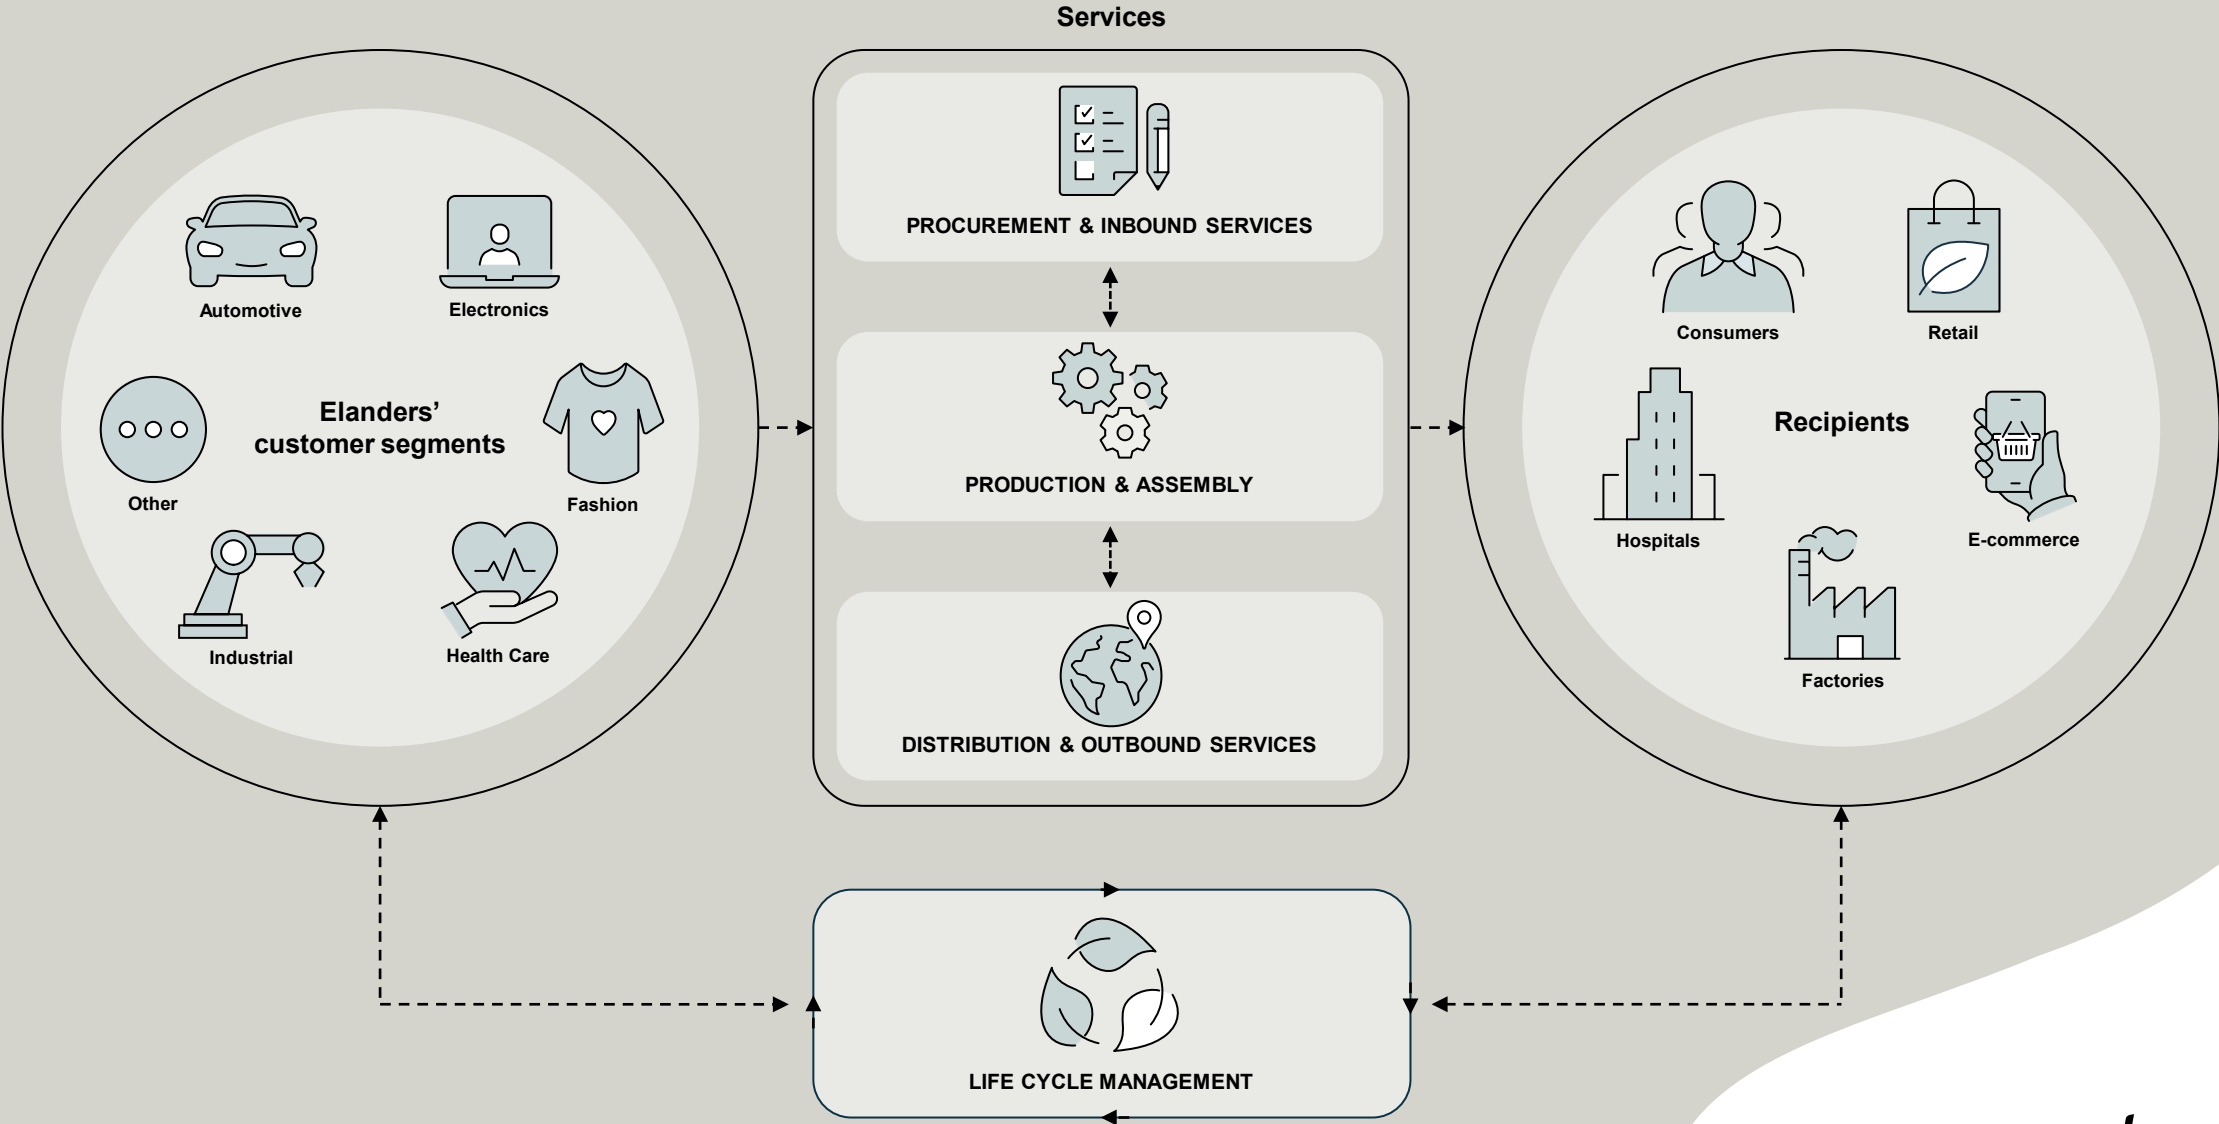 Services
Automotive
Electronics
Elanders’
customer segments
Other
Fashion
Industrial
Health Care
PROCUREMENT & INBOUND SERVICES
PRODUCTION & ASSEMBLY
DISTRIBUTION & OUTBOUND SERVICES
Consumers
Retail
Recipients
Hospitals
E-commerce
Factories
LIFE CYCLE MANAGEMENT